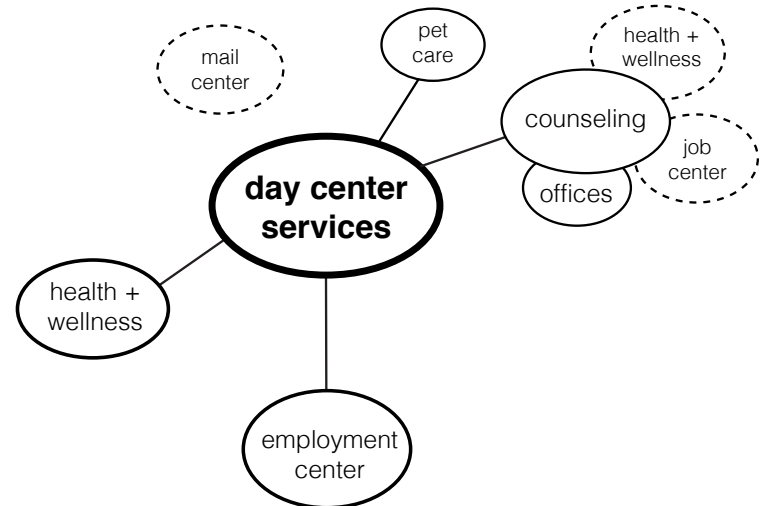 mail
center
pet
care
health +
wellness
counseling
job
center
offices
day center
services
health +
wellness
employment
center